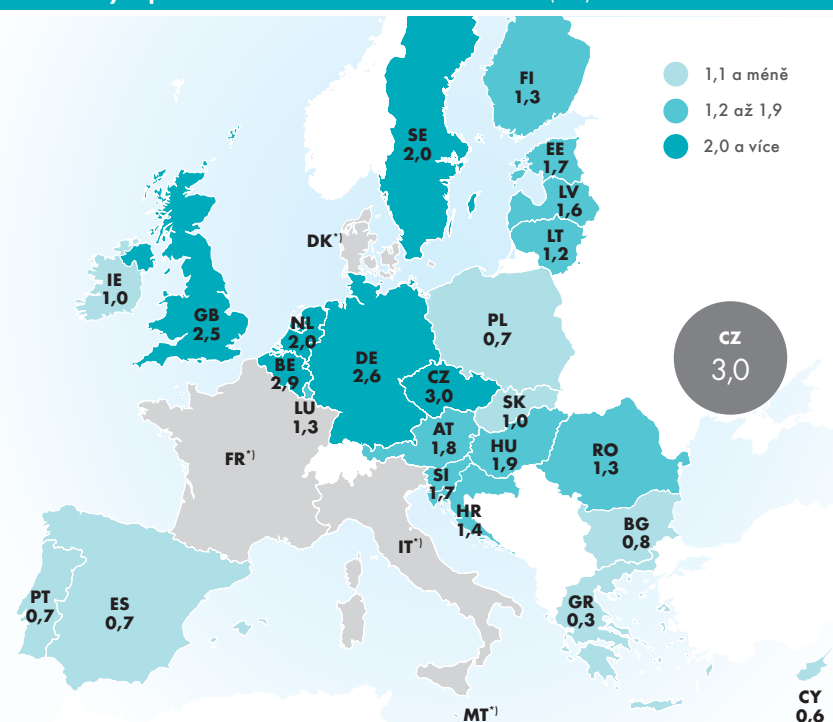 FI
1,3
1,1 a méně
1,2 až 1,9
2,0 a více
SE
2,0
EE
1,7
LV
1,6
LT
1,2
DK*)
IE
1,0
GB
2,5
NL
2,0
BE
2,9
LU
1,3
DE
2,6
PL
0,7
CZ
3,0
CZ
3,0
SK
1,0
AT
1,8
HU
1,9
RO
1,3
SI
1,7
HR
1,4
FR*)
IT*)
BG
0,8
GR
0,3
PT
0,7
ES
0,7
MT*)
CY
0,6